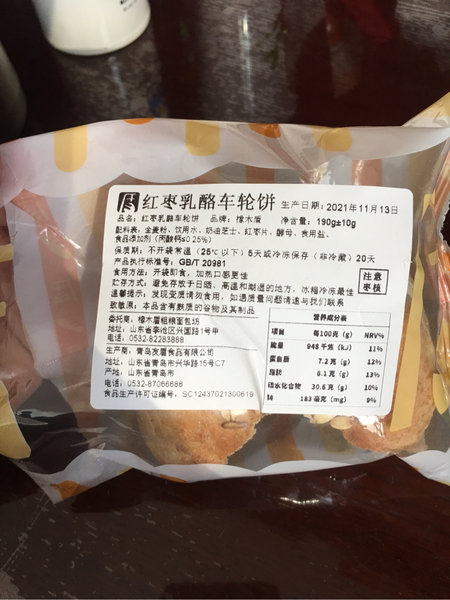 红枣乳酪车轮饼 生产日期：2021年11月13日
品名：红枣乳酪车轮饼 品牌：橡木盾 净含量：190g±10g
配料表：全麦粉、饮用水、奶油芝士、红枣片、酵母、食用盐、
食品添加剂（丙酸钙≤0.25%）
保质期：不开袋常温（25℃以下）5天或冷冻保存（非冷藏）20天
产品执行标准号：GB/T 20981
食用方法：开袋即食，加热口感更佳
贮存方式：避免存放于日晒、高温和潮湿的地方，冰箱冷冻最佳
温馨提示：发现变质请勿食用，如遇质量问题请速与我们联系
致敏原：本品含有麸质的谷物及其制品
注意
枣核
委托商：橡木盾粗粮面包坊
地址：山东省李沧区兴国路1号甲
电话：0532-82283888
生产商：青岛友盾食品有限公司
地址：山东省青岛市兴华路15号C7
产地：山东省青岛市
电话：0532-87066688
食品生产许可证编号：SC12437021300619
营养成分表
项目 每100克（g） NRV%
能量 948 千焦（kJ） 11%
蛋白质 7.2 克（g） 12%
脂肪 8.1 克（g） 13%
碳水化合物 30.6 克（g） 10%
钠 183 毫克（mg） 9%